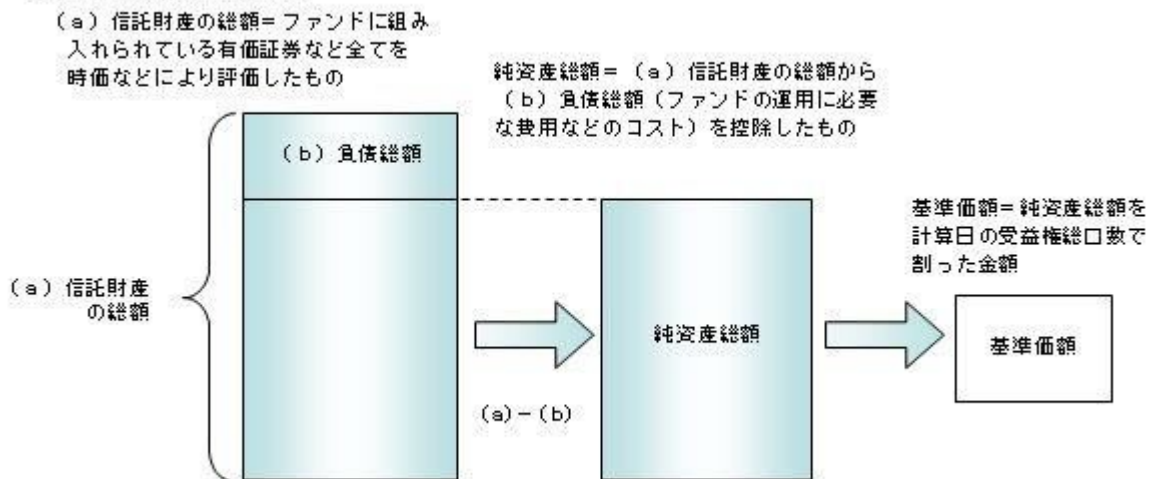 (a)信託財産の総額=ファンドに組み
入れられている有価証券など全てを
時価などにより評価したもの
純資産総額=(a)信託財産の総額から
(b)負債総額(ファンドの運用に必要
な費用などのコスト)を控除したもの
(b)負債総額
基準価額=純資産総額を
計算日の受益権総口数で
割った金額
(a)信託財産
の総額
純資産総額
基準価額
(a)-(b)